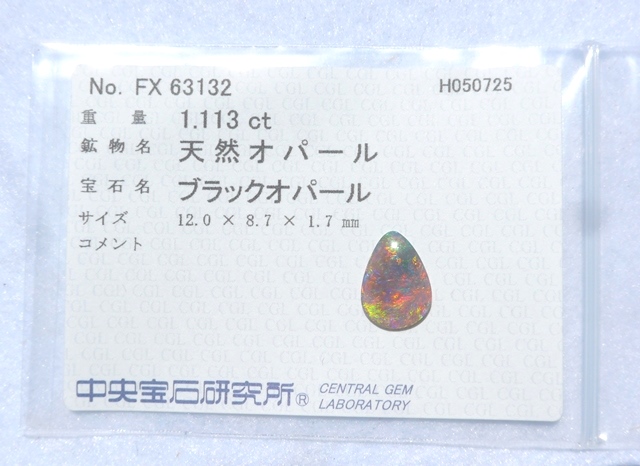 No. FX 63132 H050725
重 量 1.113 ct
鉱物名 天然オパール
宝石名 ブラックオパール
サイズ 12.0 × 8.7 × 1.7 ㎜
コメント
中央宝石研究所® CENTRAL GEM
LABORATORY